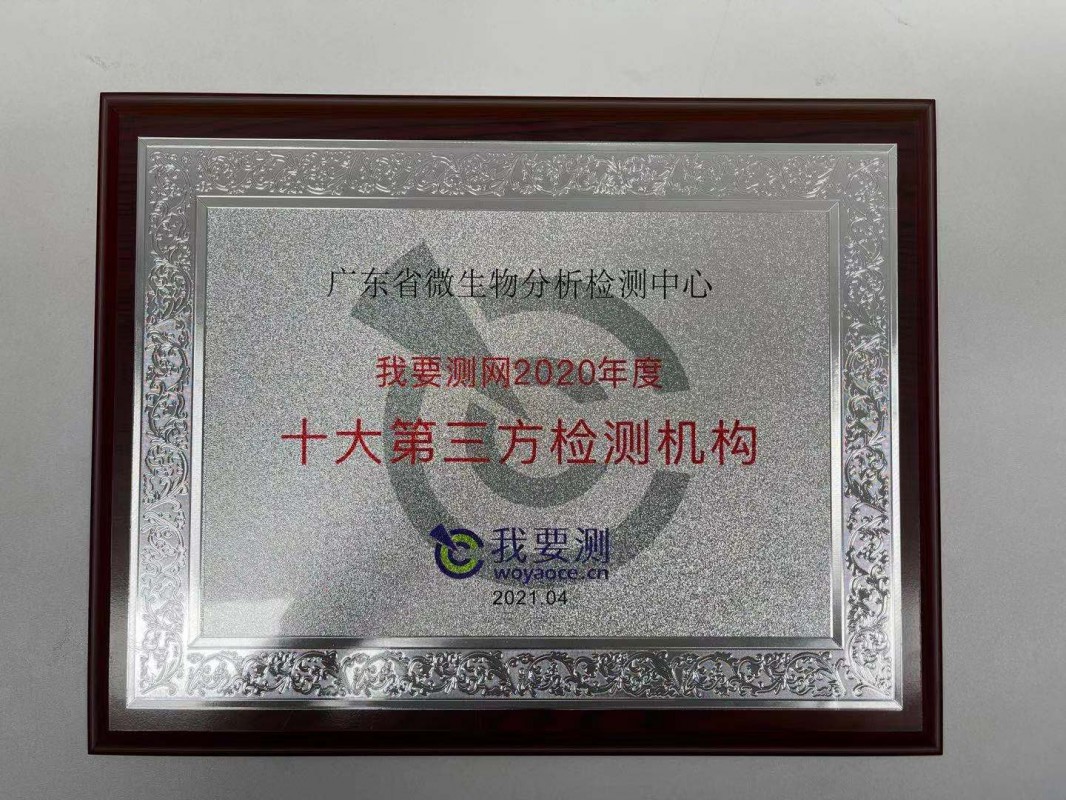 广东省微生物分析检测中心
我要测网2020年度
十大第三方检测机构
我要测
woyaoce.cn
2021.04